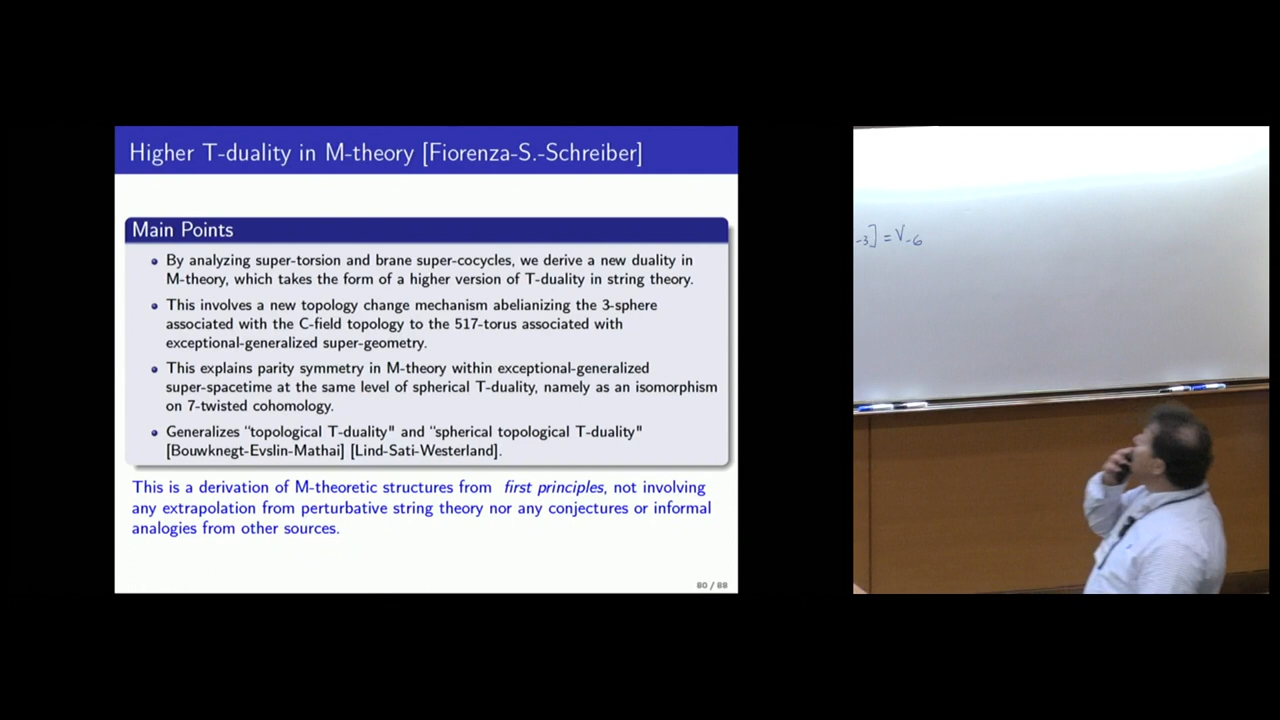 Higher T-duality in M-theory [Fiorenza-S.-Schreiber]
Main Points
By analyzing super-torsion and brane super-cocycles, we derive a new duality in
M-theory, which takes the form of a higher version of T-duality in string theory.
This involves a new topology change mechanism abelianizing the 3-sphere
associated with the C-field topology to the 517-torus associated with
exceptional-generalized super-geometry.
This explains parity symmetry in M-theory within exceptional-generalized
super-spacetime at the same level of spherical T-duality, namely as an isomorphism
on 7-twisted cohomology.
Generalizes “topological T-duality" and “spherical topological T-duality"
[Bouwknegt-Evslin-Mathai] [Lind-Sati-Westerland].
This is a derivation of M-theoretic structures from first principles, not involving
any extrapolation from perturbative string theory nor any conjectures or informal
analogies from other sources.
80 / 88
-3] = V-6